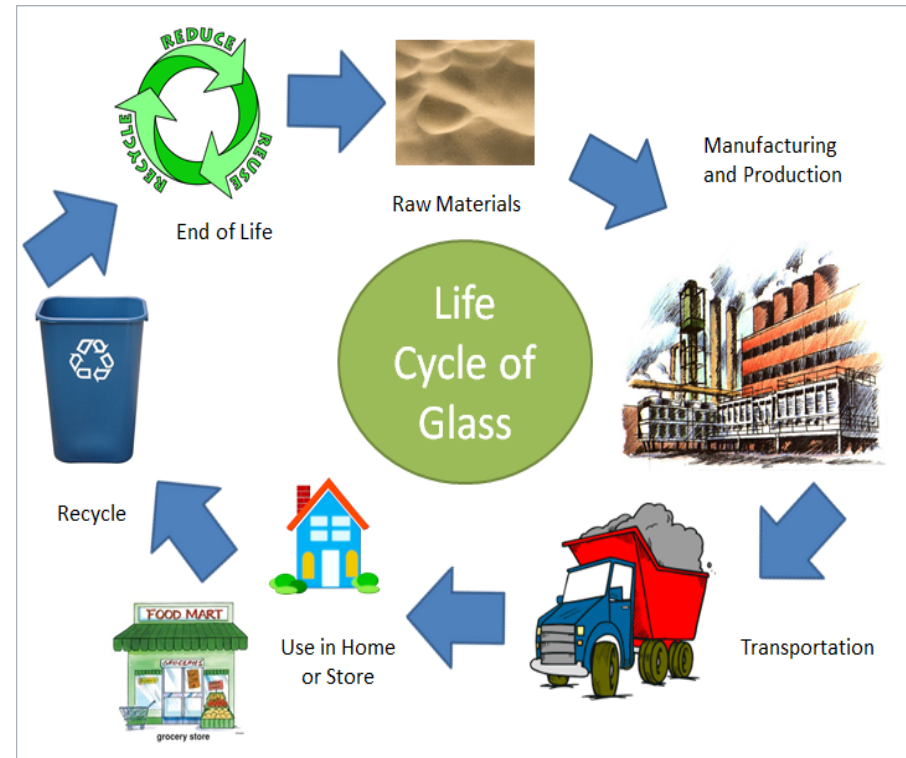 REDUCE
REUSE
RECYCLE
End of Life
Raw Materials
Manufacturing
and Production
Life
Cycle of
Glass
Recycle
FOOD MART
GROCERIES
grocery store
Use in Home
or Store
Transportation